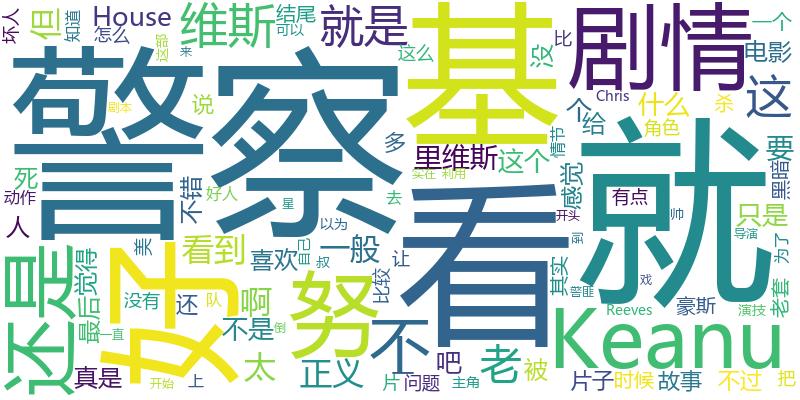 坏人
但
知道
House
怎么
维斯
结尾
可以
这部
来
就是
这么
没
基
剧情
比
一个
电影
Chris
这
个
什么
杀
给
角色
警察
剧本
说
多
里维斯
这个
情节
感觉
就
要
黑暗
死
动作
人
不错
好人
实在
利用
去
有点
只是
星
以为
开头
帅
导演
为了
看
还是
最后
觉得
好
美
看到
喜欢
自己
一般
叔
比较
让
到
其实
没有
还
队
努
不
啊
不是
倒
警匪
戏
豪斯
老套
Keanu
Reeves
演技
一直
真是
开始
上
太
正义
片
问题
吧
主角
老
被
片子
时候
故事
不过
把